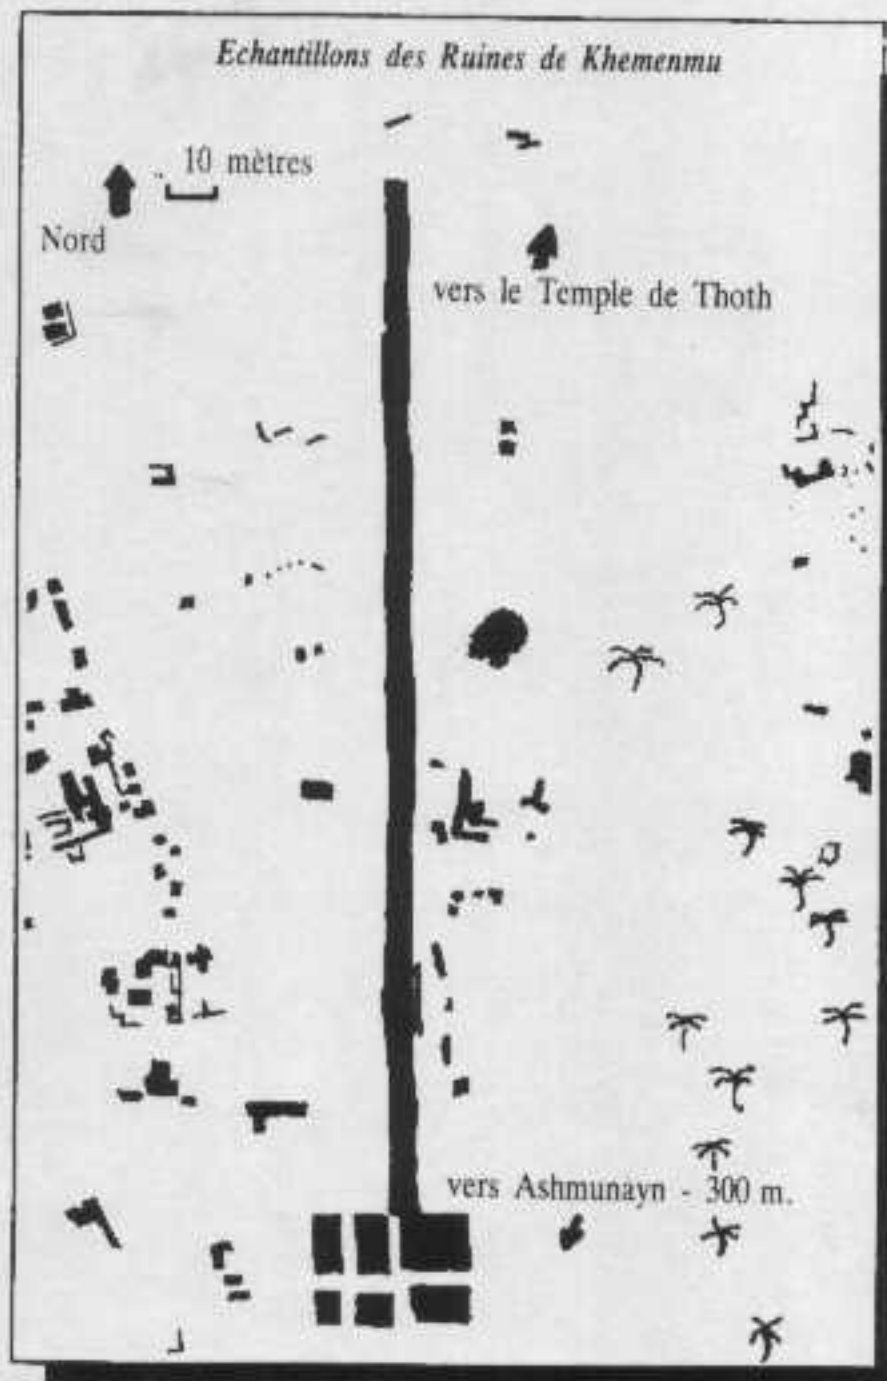 Echantillons des Ruines de Khemenmu
10 mètres
Nord
vers le Temple de Thoth
vers Ashmunayn - 300 m.